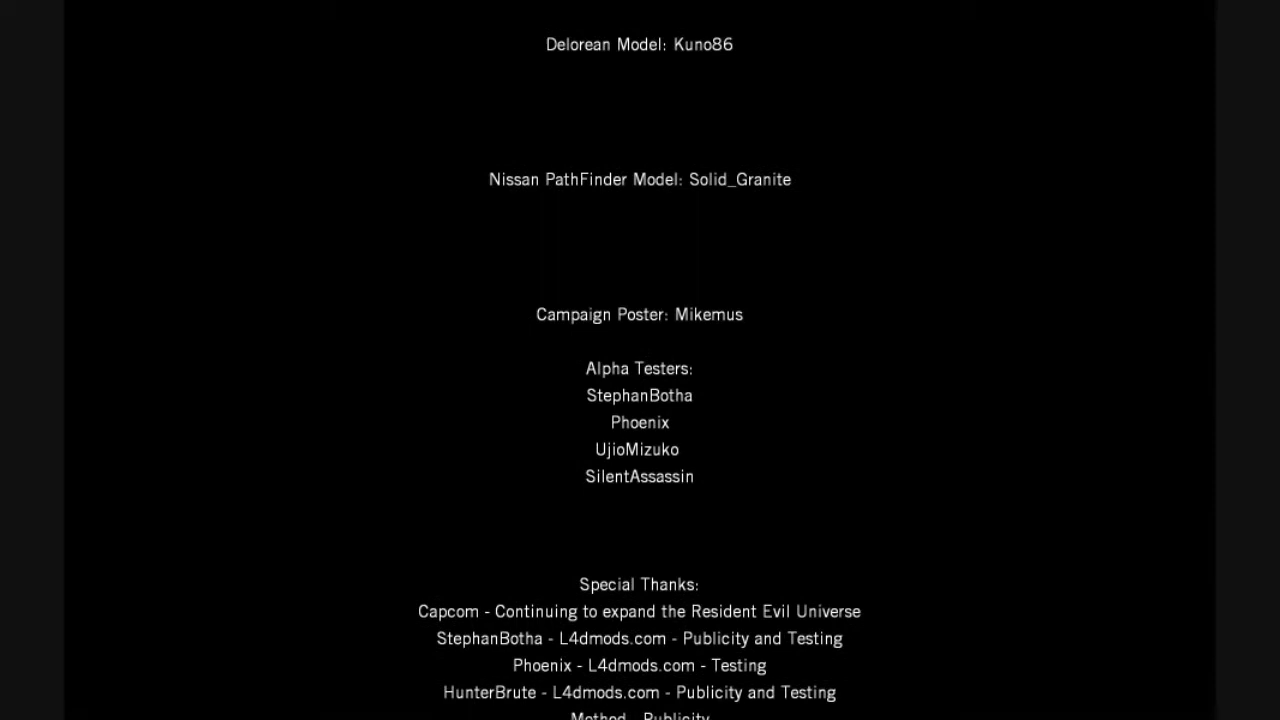 Delorean Model: Kuno86
Nissan PathFinder Model: Solid_Granite
Campaign Poster: Mikemus
Alpha Testers:
StephanBotha
Phoenix
UjioMizuko
SilentAssassin
Special Thanks:
Capcom - Continuing to expand the Resident Evil Universe
StephanBotha - L4dmods.com - Publicity and Testing
Phoenix - L4dmods.com - Testing
HunterBrute - L4dmods.com - Publicity and Testing
Method - Publicity